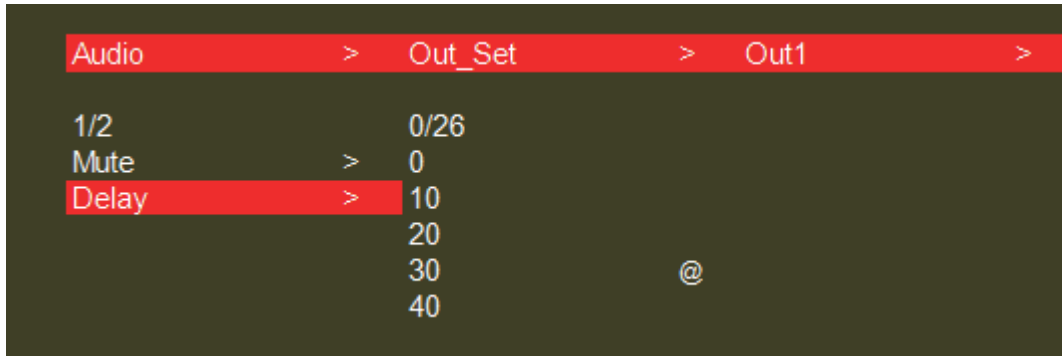 Audio > Out_Set > Out1 >
1/2 0/26
Mute > 0
Delay > 10
20
30 @
40